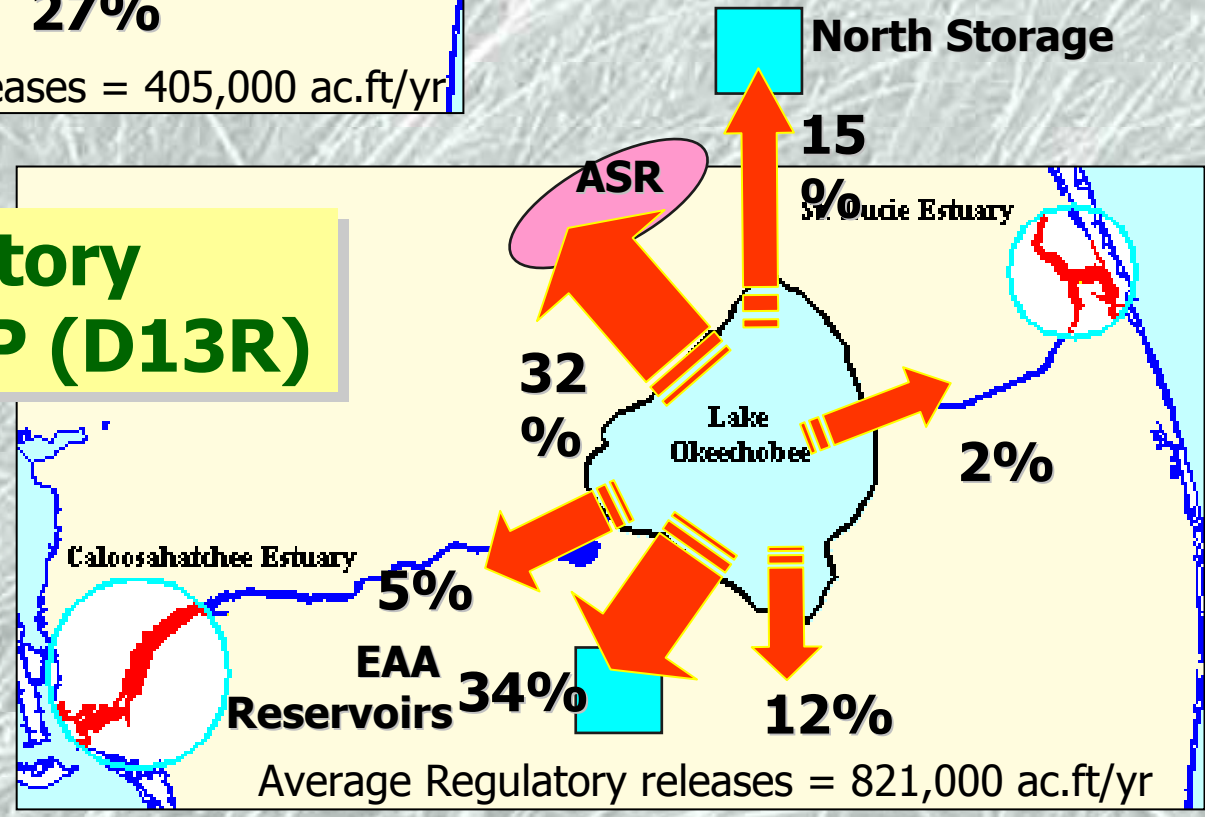 27%
eases = 405,000 ac.ft/yr
North Storage
15
%
ASR
St. Lucie Estuary
tory
P (D13R)
32
%
Lake
Okeechobee
2%
Caloosahatchee Estuary
5%
EAA
Reservoirs
34%
12%
Average Regulatory releases = 821,000 ac.ft/yr